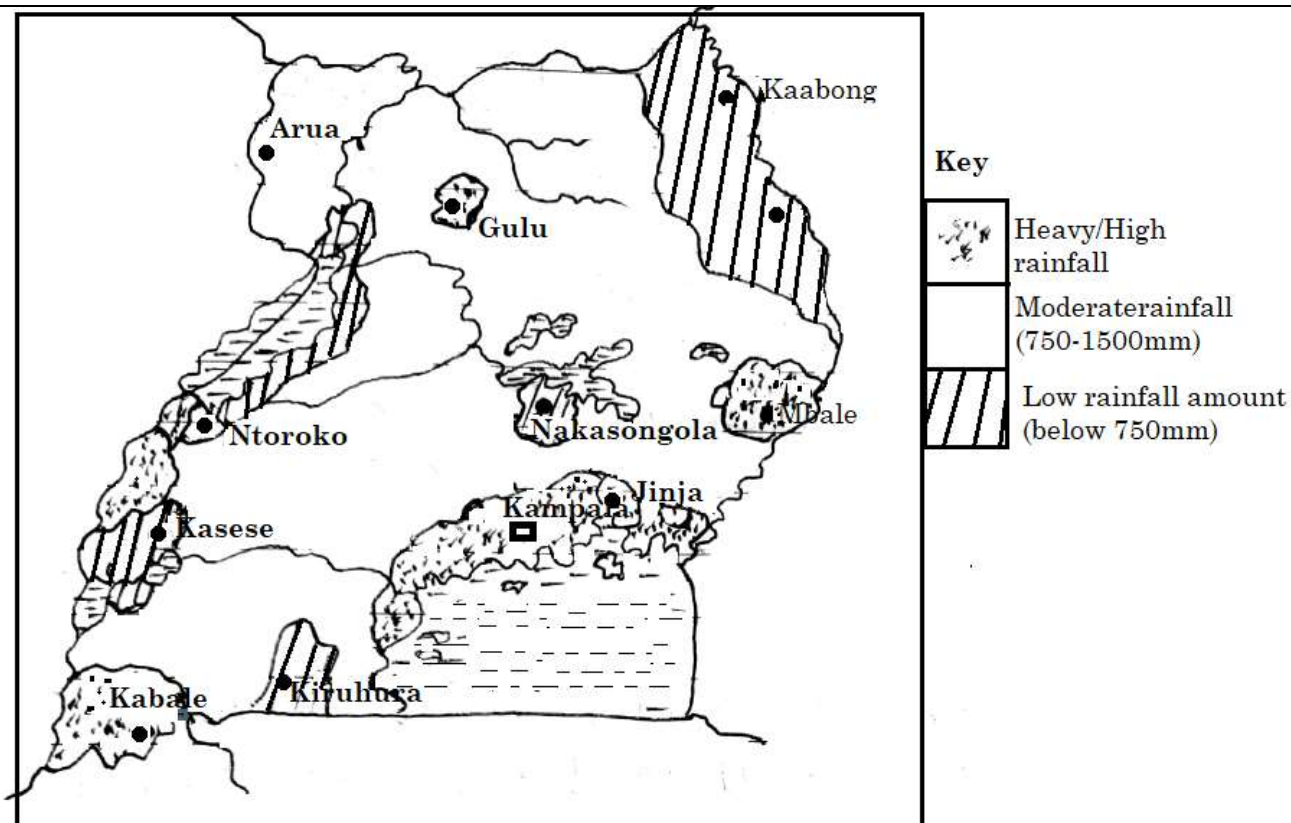 Kaabong
Arua
Key
Gulu
Heavy/High
rainfall
Moderaterainfall
(750-1500mm)
Ntoroko
Nakasongola
Mbale
Low rainfall amount
(below 750mm)
Jinja
Kampala
Kasese
Kabale
Kiruhura